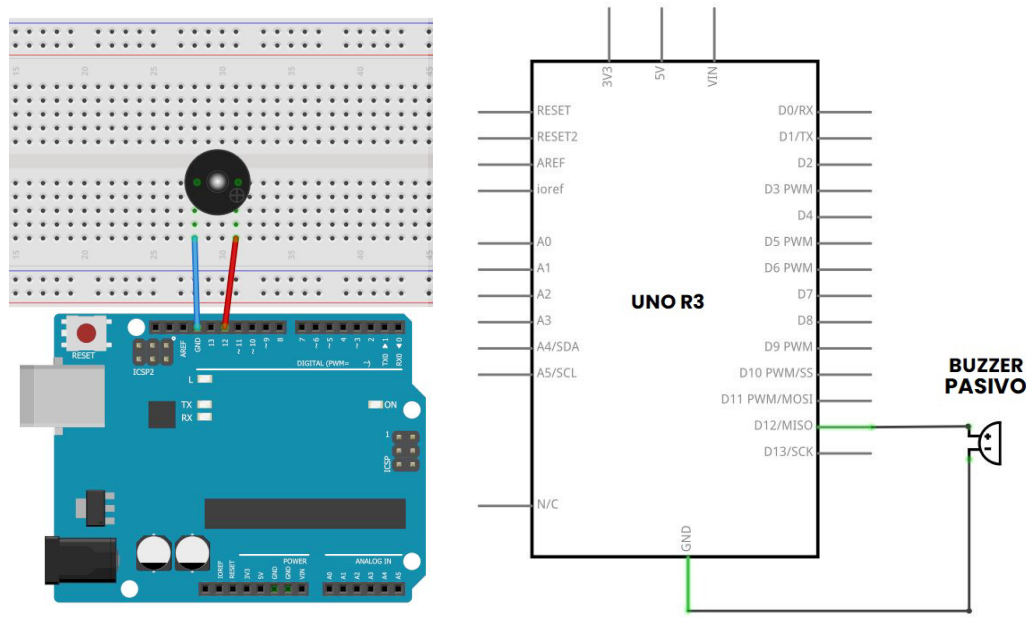 15 20 25 30 35 40 45
15 20 25 30 35 40 45
RESET
ICSP2
AREF
GND
13
12
~11
~10
~9
8
7
~6
~5
4
~3
2
TX0 ▶ 1
RX0 ◀ 0
DIGITAL (PWM= ~)
L
TX
RX
ON
1
ICSP
POWER
ANALOG IN
IOREF
RESET
3V3
5V
GND
GND
VIN
A0
A1
A2
A3
A4
A5
3V3
5V
VIN
RESET
RESET2
AREF
ioref
A0
A1
A2
A3
A4/SDA
A5/SCL
N/C
UNO R3
D0/RX
D1/TX
D2
D3 PWM
D4
D5 PWM
D6 PWM
D7
D8
D9 PWM
D10 PWM/SS
D11 PWM/MOSI
D12/MISO
D13/SCK
GND
BUZZER
PASIVO
+
-